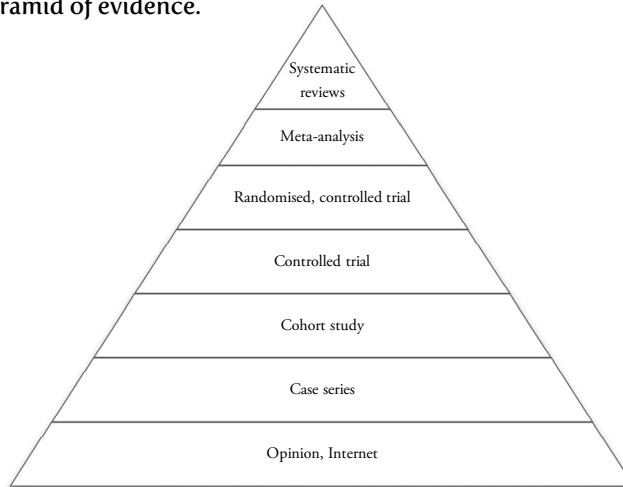 ramid of evidence.
Systematic
reviews
Meta-analysis
Randomised, controlled trial
Controlled trial
Cohort study
Case series
Opinion, Internet